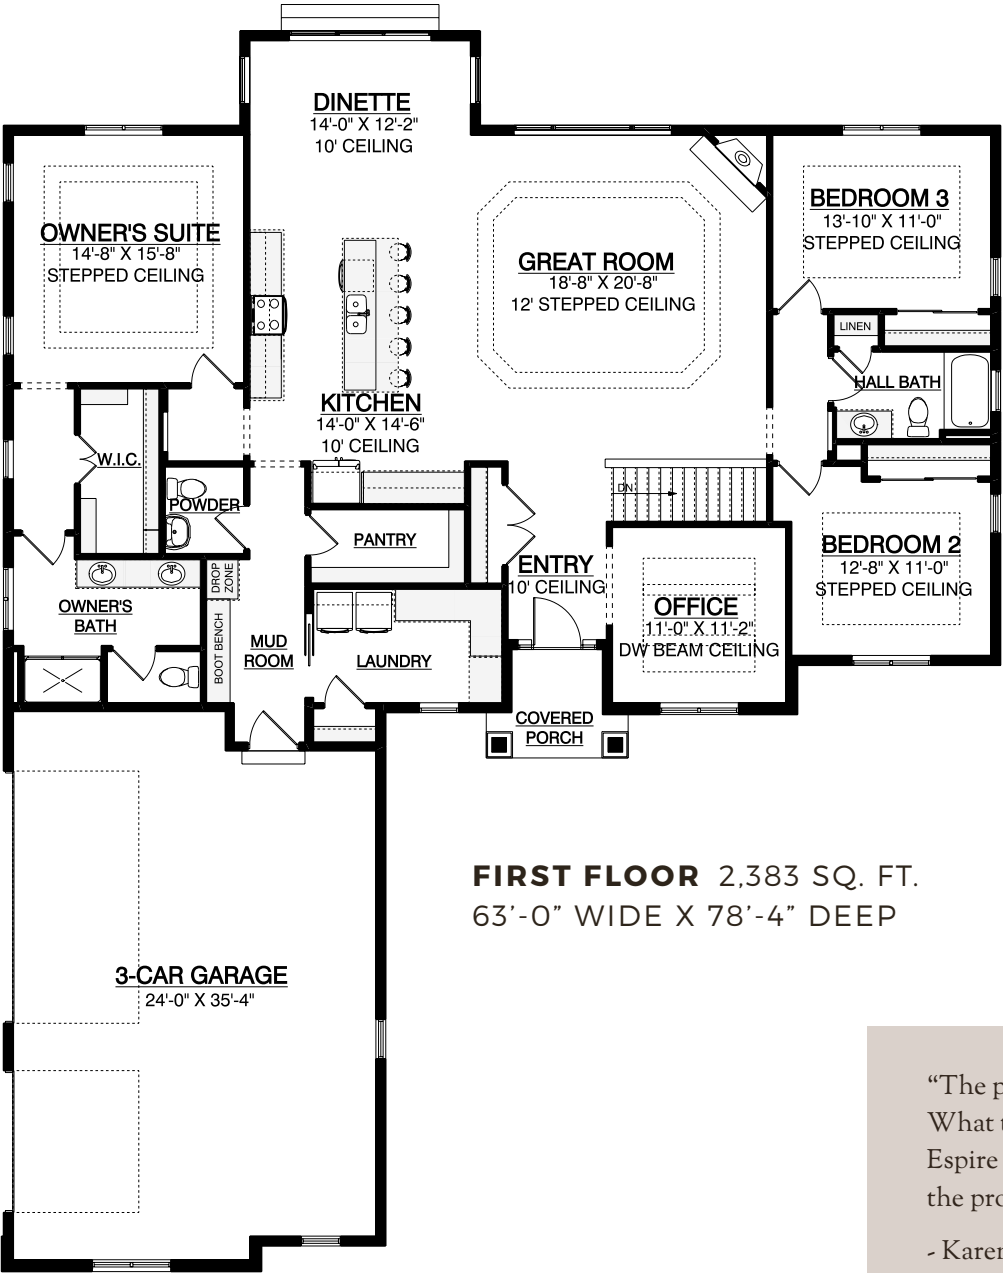 DINETTE
14'-0" X 12'-2"
10' CEILING
OWNER'S SUITE
14'-8" X 15'-8"
STEPPED CEILING
GREAT ROOM
18'-8" X 20'-8"
12' STEPPED CEILING
BEDROOM 3
13'-10" X 11'-0"
STEPPED CEILING
LINEN
HALL BATH
KITCHEN
14'-0" X 14'-6"
10' CEILING
W.I.C.
POWDER
PANTRY
DN
ENTRY
10' CEILING
BEDROOM 2
12'-8" X 11'-0"
STEPPED CEILING
OFFICE
11'-0" X 11'-2"
DW BEAM CEILING
OWNER'S
BATH
DROP
ZONE
BOOT BENCH
MUD
ROOM
LAUNDRY
COVERED
PORCH
FIRST FLOOR 2,383 SQ. FT.
63'-0” WIDE X 78'-4” DEEP
3-CAR GARAGE
24'-0" X 35'-4"
“The p
What t
Espire
the pro
- Karen